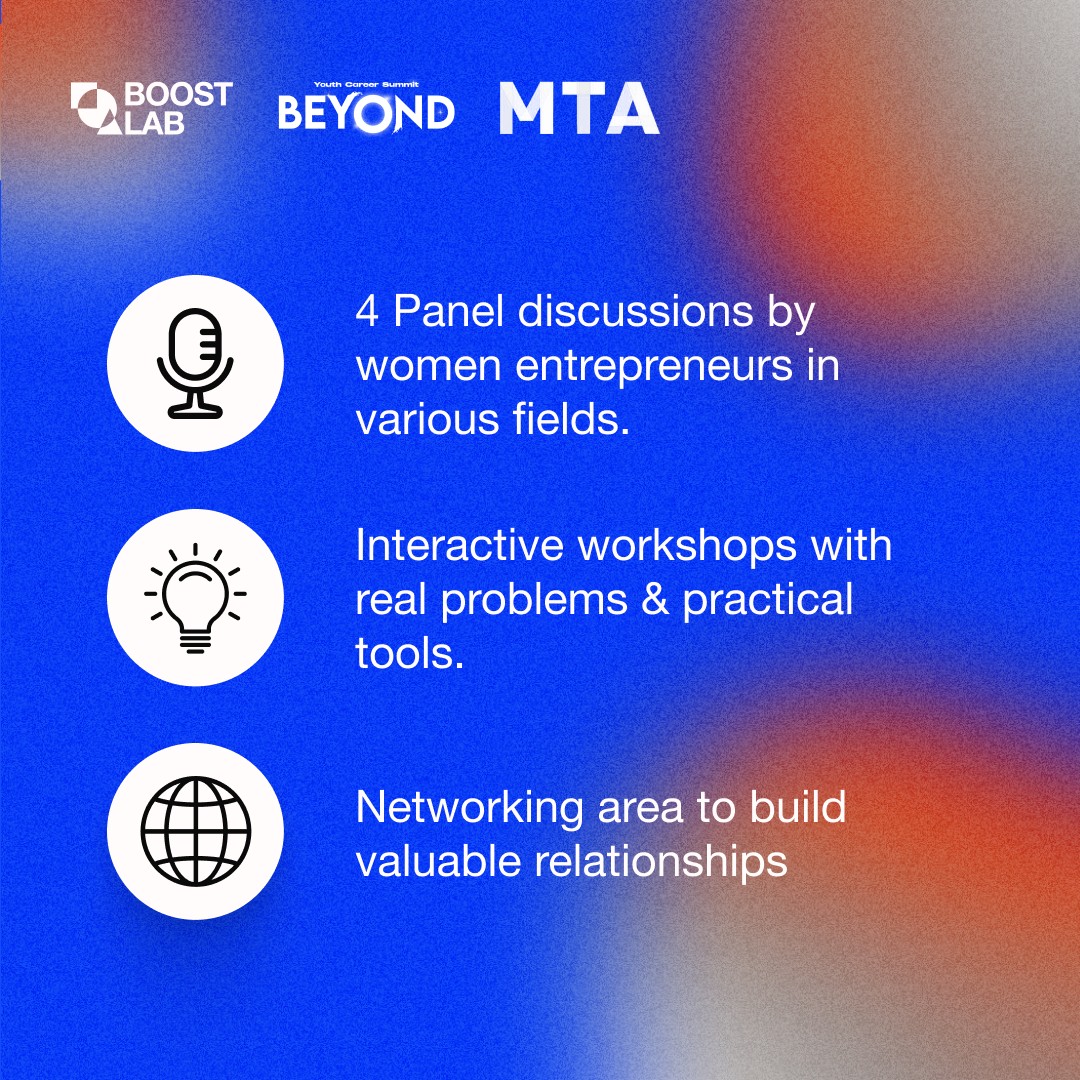 BOOST
LAB
Youth Career Summit
BEYOND
MTA
4 Panel discussions by
women entrepreneurs in
various fields.
Interactive workshops with
real problems & practical
tools.
Networking area to build
valuable relationships